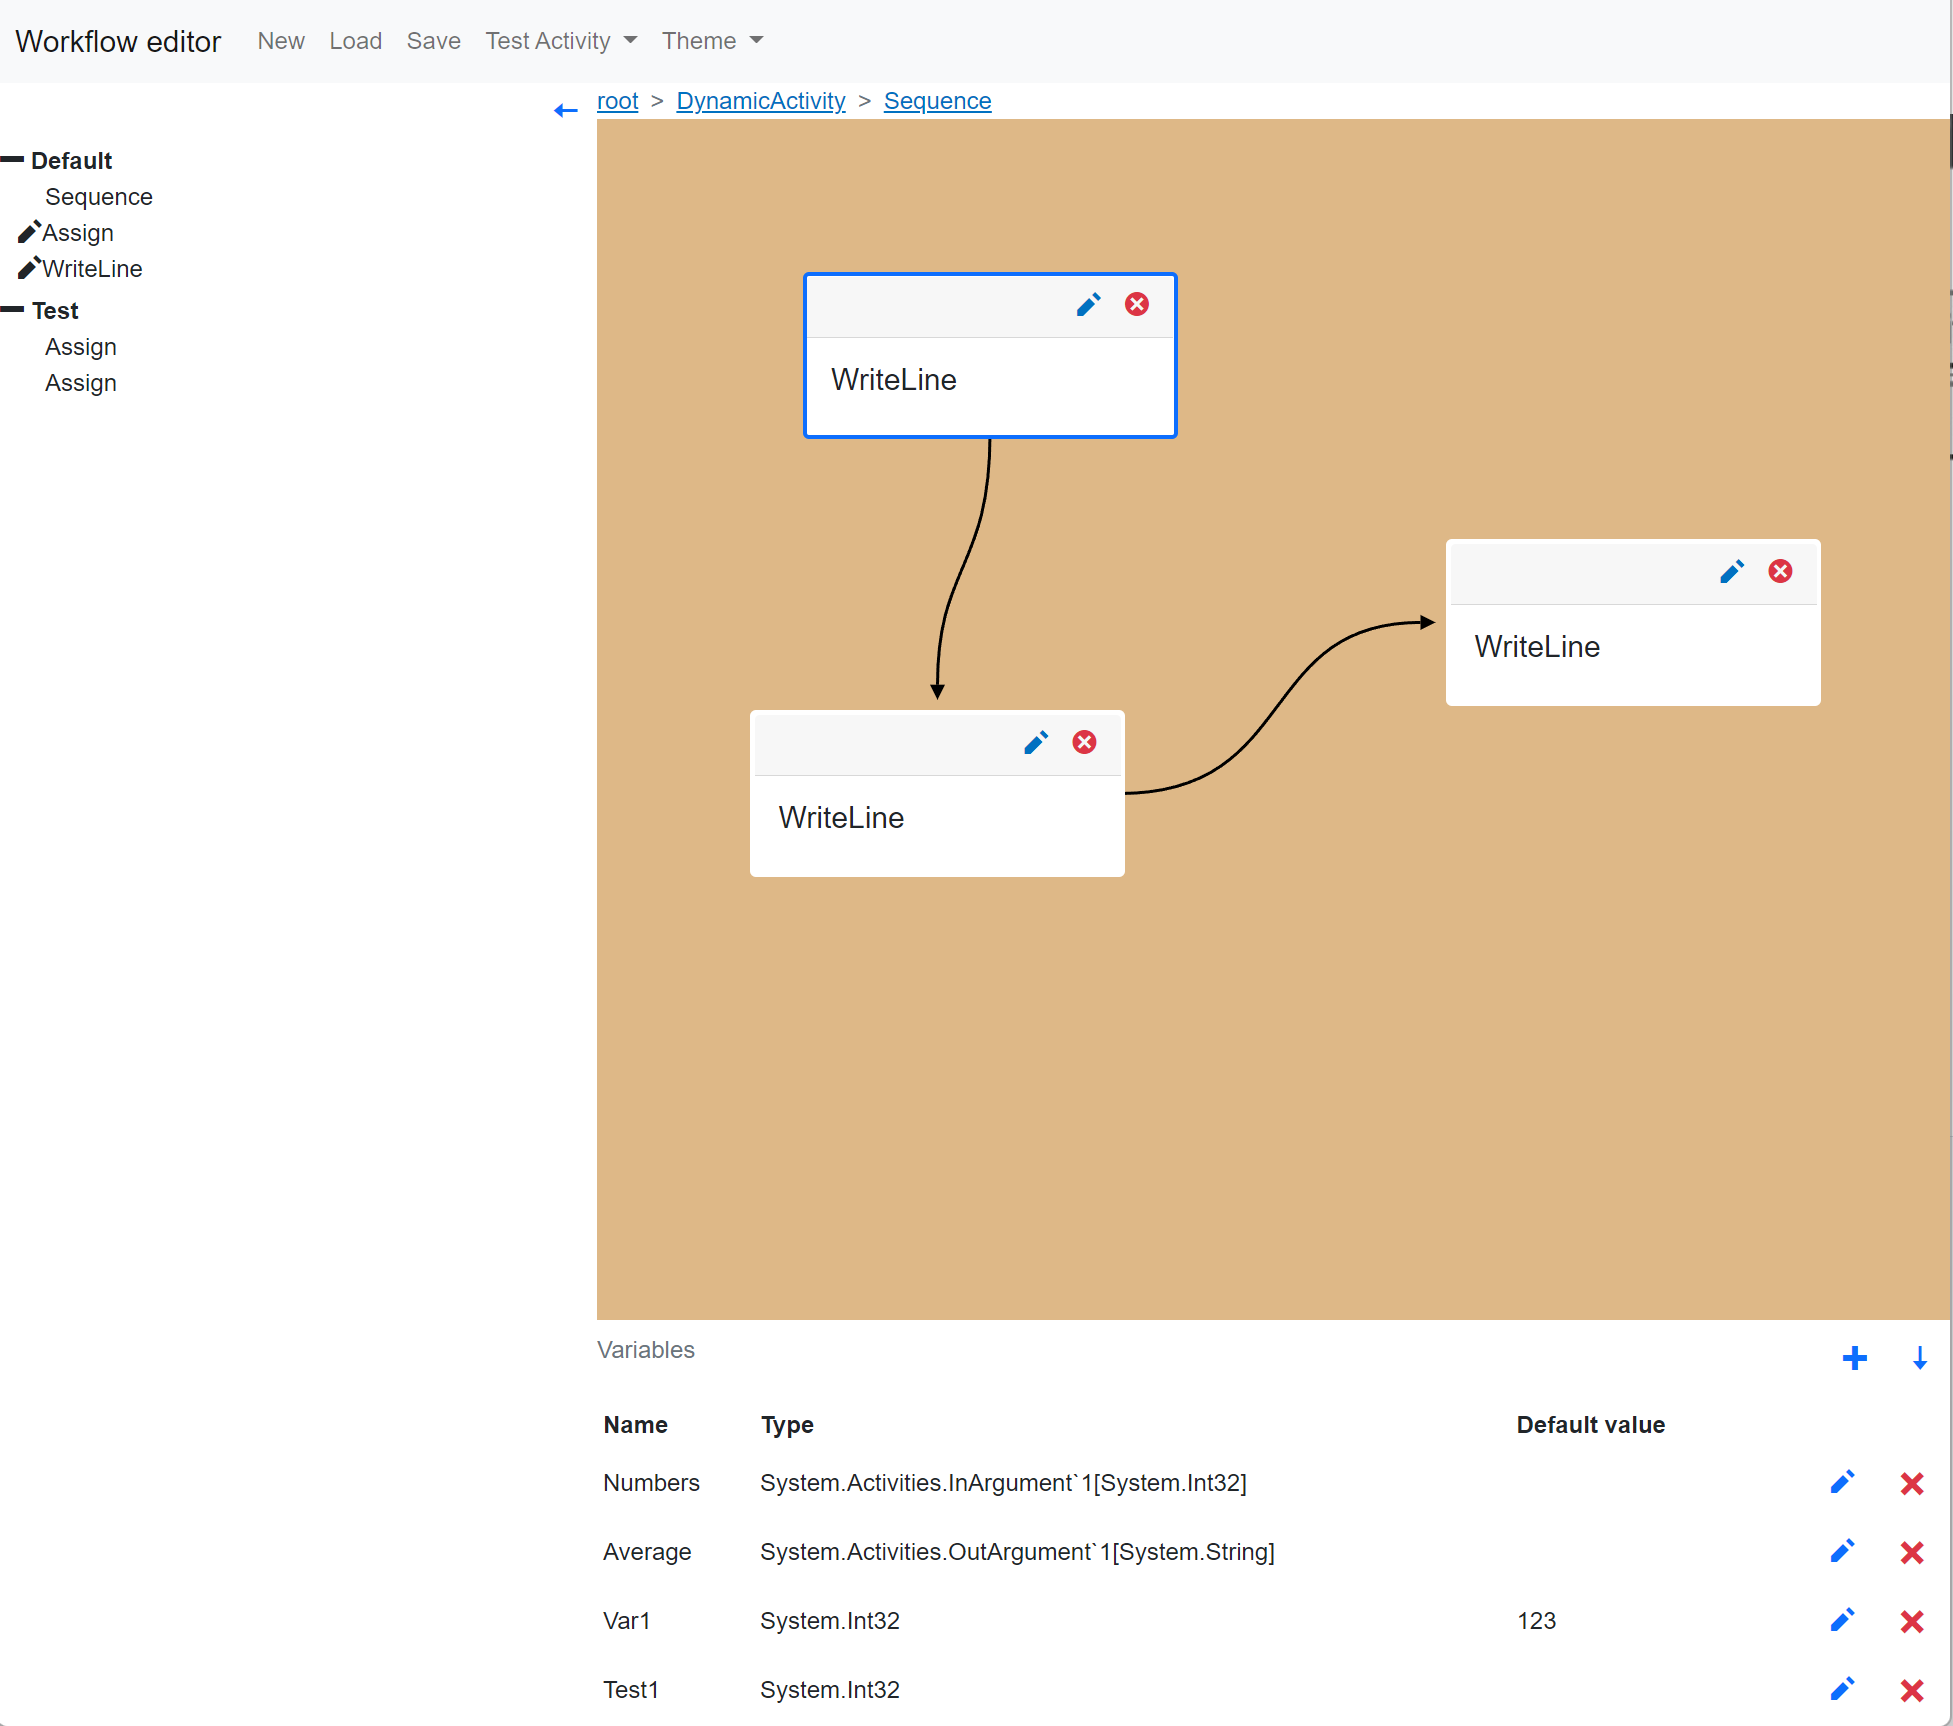 Workflow editor New Load Save Test Activity Theme
root > DynamicActivity > Sequence
Default
Sequence
Assign
WriteLine
Test
Assign
Assign
WriteLine
WriteLine
WriteLine
Variables
Name Type Default value
Numbers System.Activities.InArgument`1[System.Int32]
Average System.Activities.OutArgument`1[System.String]
Var1 System.Int32 123
Test1 System.Int32